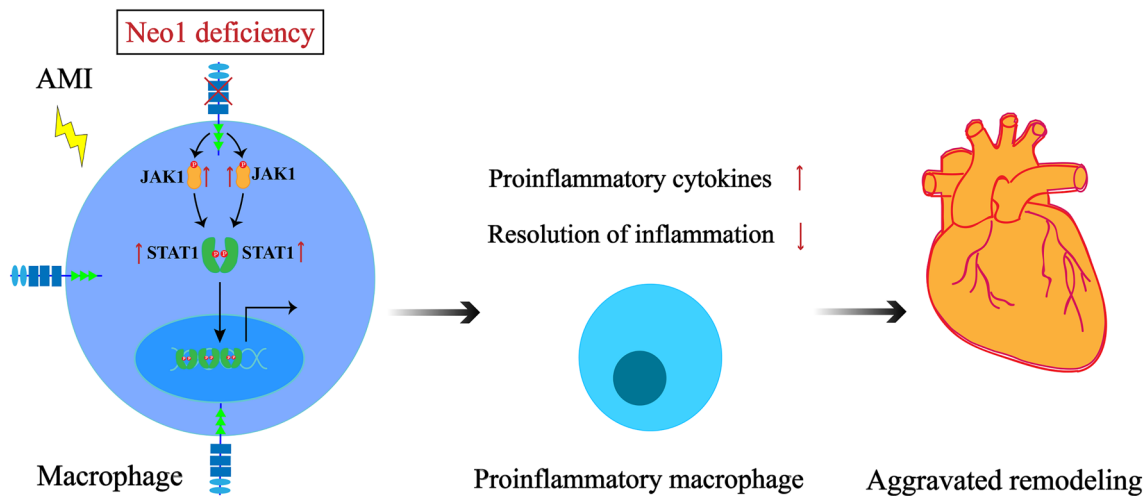 Neo1 deficiency
AMI
P P
JAK1 JAK1
STAT1 STAT1
P P
P P P P P P
Macrophage
Proinflammatory cytokines
Resolution of inflammation
Proinflammatory macrophage
Aggravated remodeling